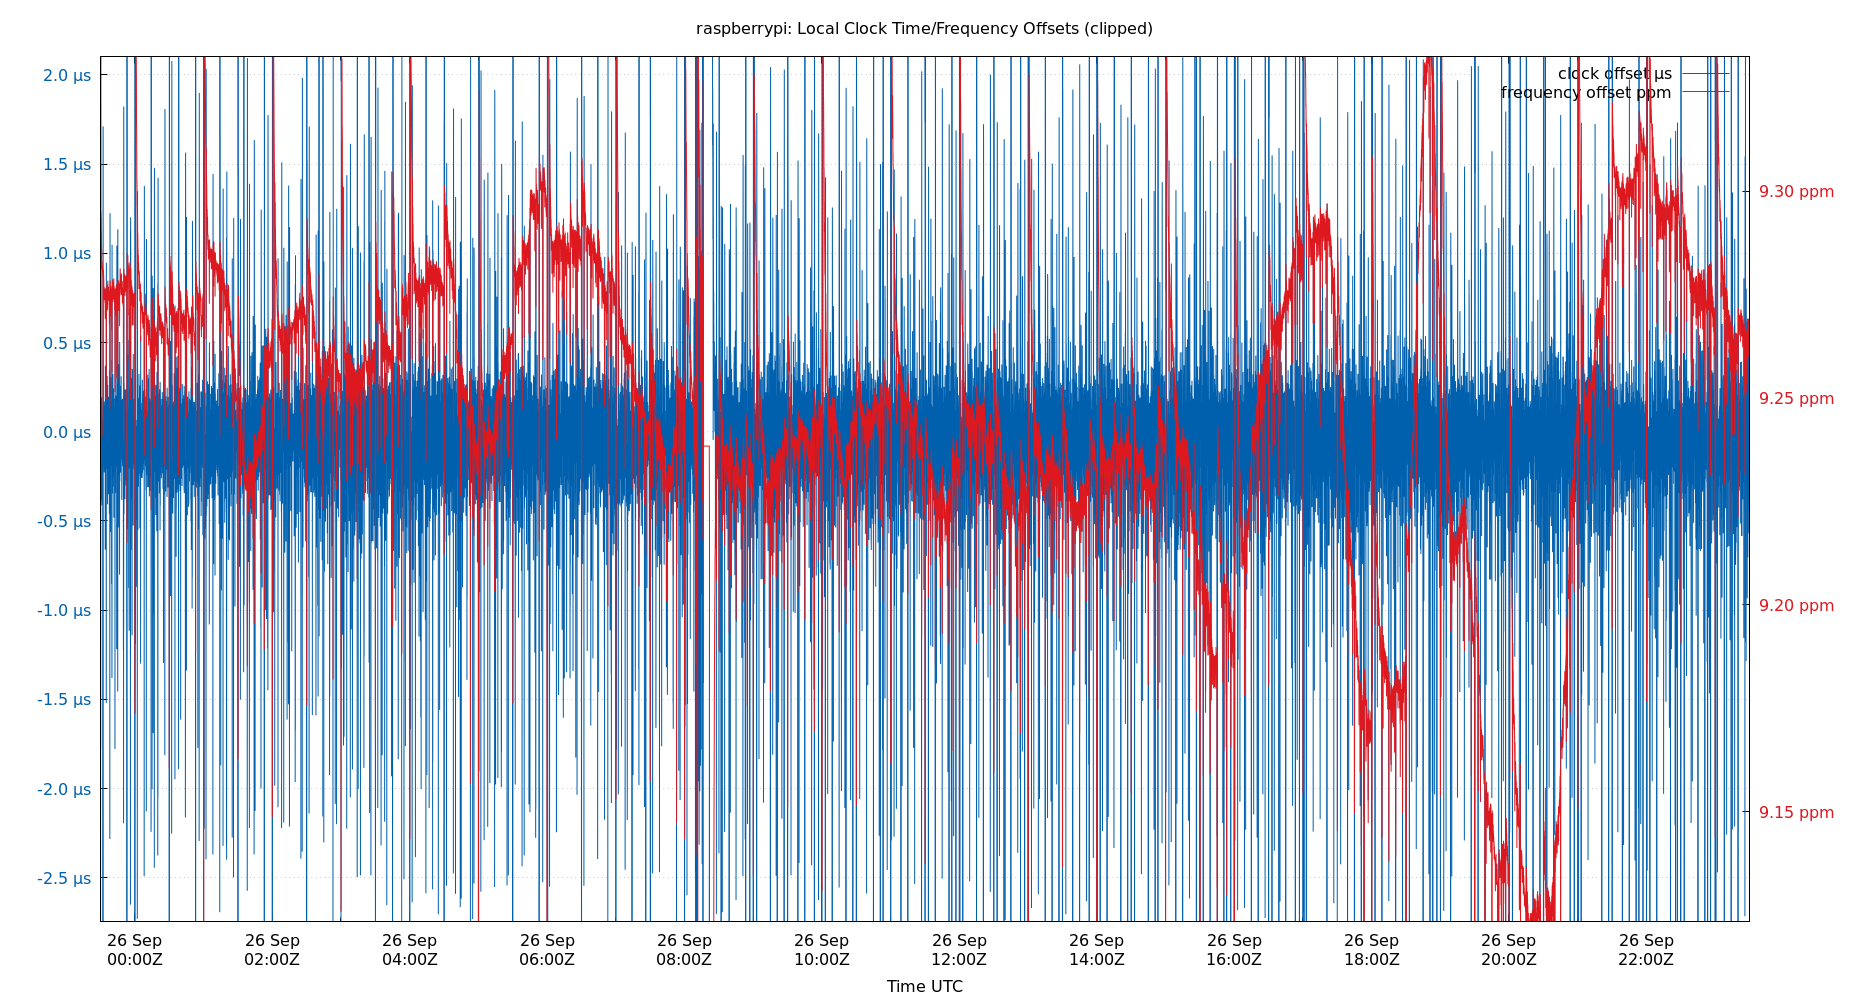 raspberrypi: Local Clock Time/Frequency Offsets (clipped)
clock offset µs
frequency offset ppm
2.0 µs
1.5 µs
1.0 µs
0.5 µs
0.0 µs
-0.5 µs
-1.0 µs
-1.5 µs
-2.0 µs
-2.5 µs
9.30 ppm
9.25 ppm
9.20 ppm
9.15 ppm
26 Sep 26 Sep 26 Sep 26 Sep 26 Sep 26 Sep 26 Sep 26 Sep 26 Sep 26 Sep 26 Sep 26 Sep
00:00Z 02:00Z 04:00Z 06:00Z 08:00Z 10:00Z 12:00Z 14:00Z 16:00Z 18:00Z 20:00Z 22:00Z
Time UTC